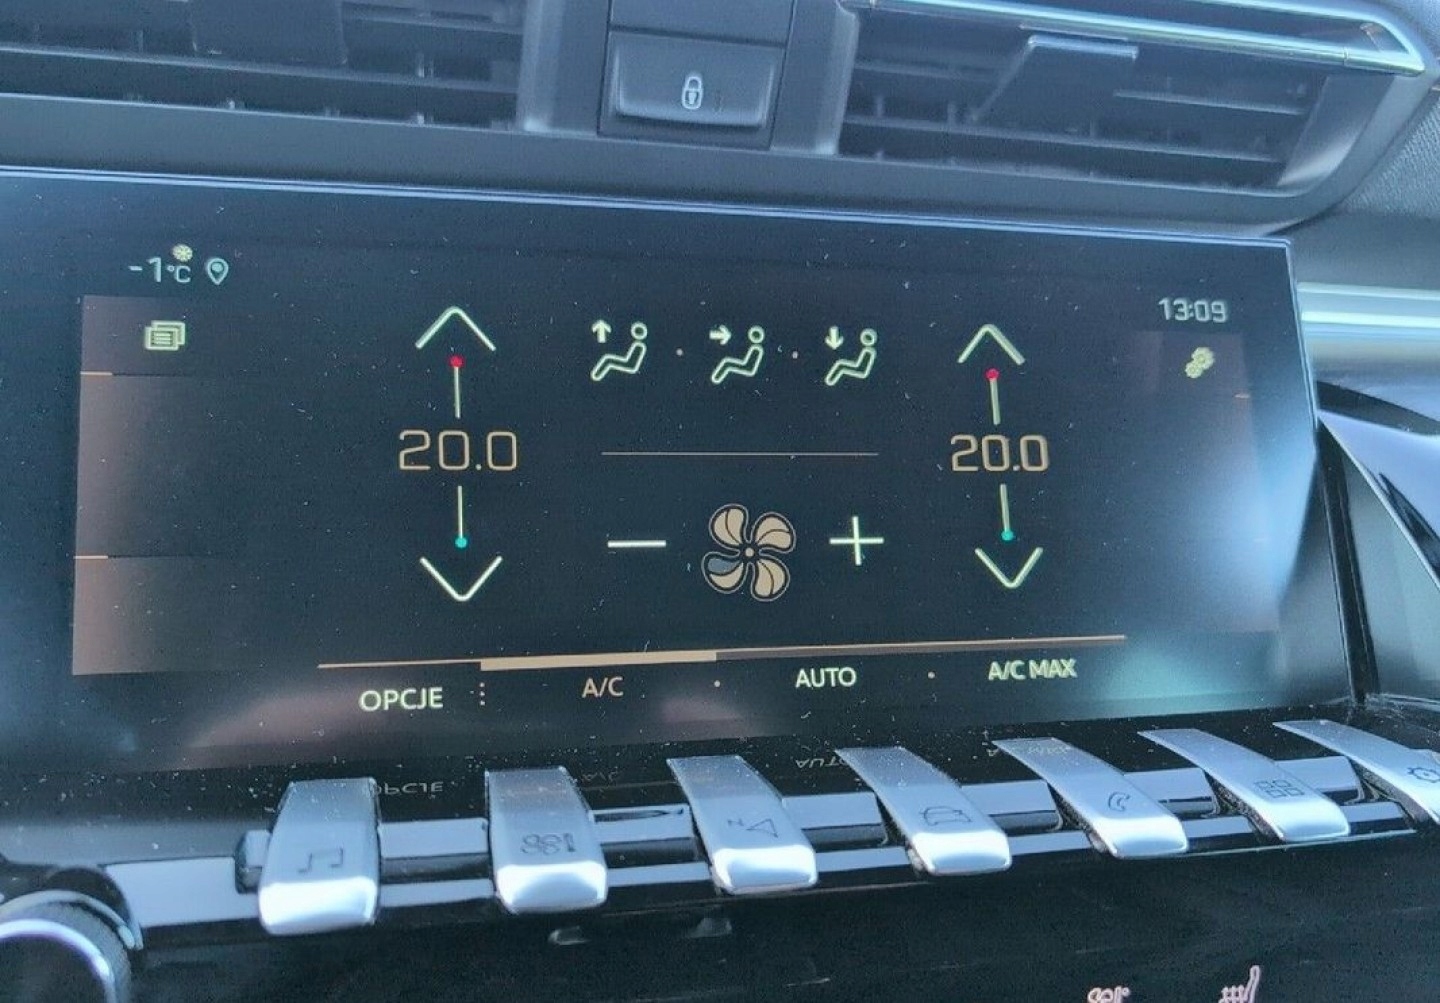 -1°C
13:09
20.0
20.0
OPCJE
A/C
AUTO
A/C MAX
N